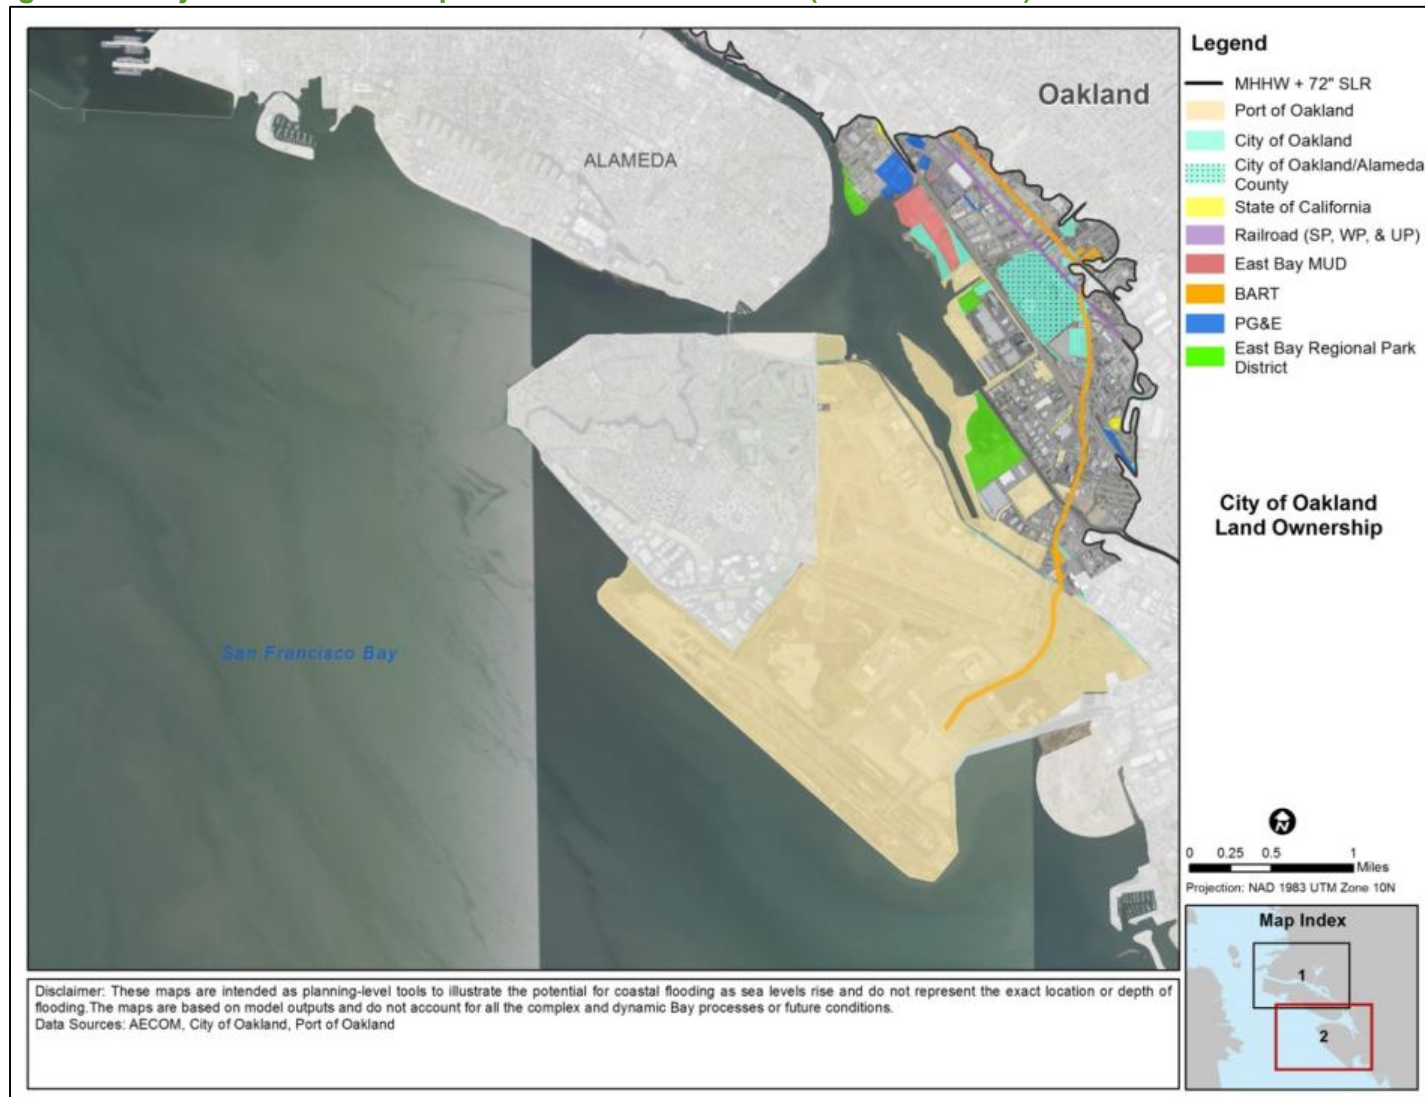 Legend
MHHW + 72" SLR
Port of Oakland
City of Oakland
City of Oakland/Alameda
County
State of California
Railroad (SP, WP, & UP)
East Bay MUD
BART
PG&E
East Bay Regional Park
District
Oakland
ALAMEDA
San Francisco Bay
City of Oakland
Land Ownership
N
0 0.25 0.5 1
Miles
Projection: NAD 1983 UTM Zone 10N
Map Index
1
2
Disclaimer: These maps are intended as planning-level tools to illustrate the potential for coastal flooding as sea levels rise and do not represent the exact location or depth of
flooding.The maps are based on model outputs and do not account for all the complex and dynamic Bay processes or future conditions.
Data Sources: AECOM, City of Oakland, Port of Oakland